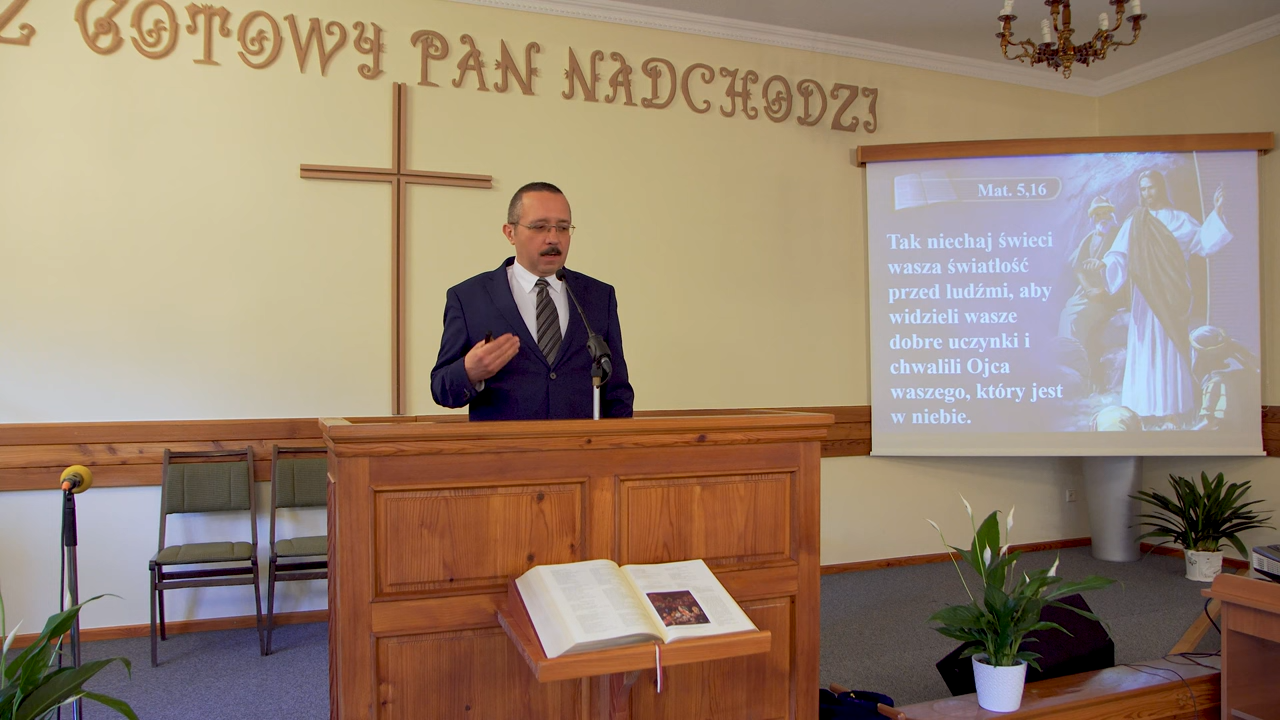 GOTOWY PAN NADCHODZI
Mat. 5,16
Tak niechaj świeci
wasza światłość
przed ludźmi, aby
widzieli wasze
dobre uczynki i
chwalili Ojca
waszego, który jest
w niebie.